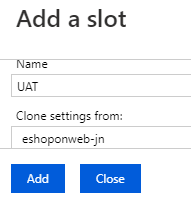 Add a slot
Name
UAT
Clone settings from:
eshoponweb-jn
Add
Close